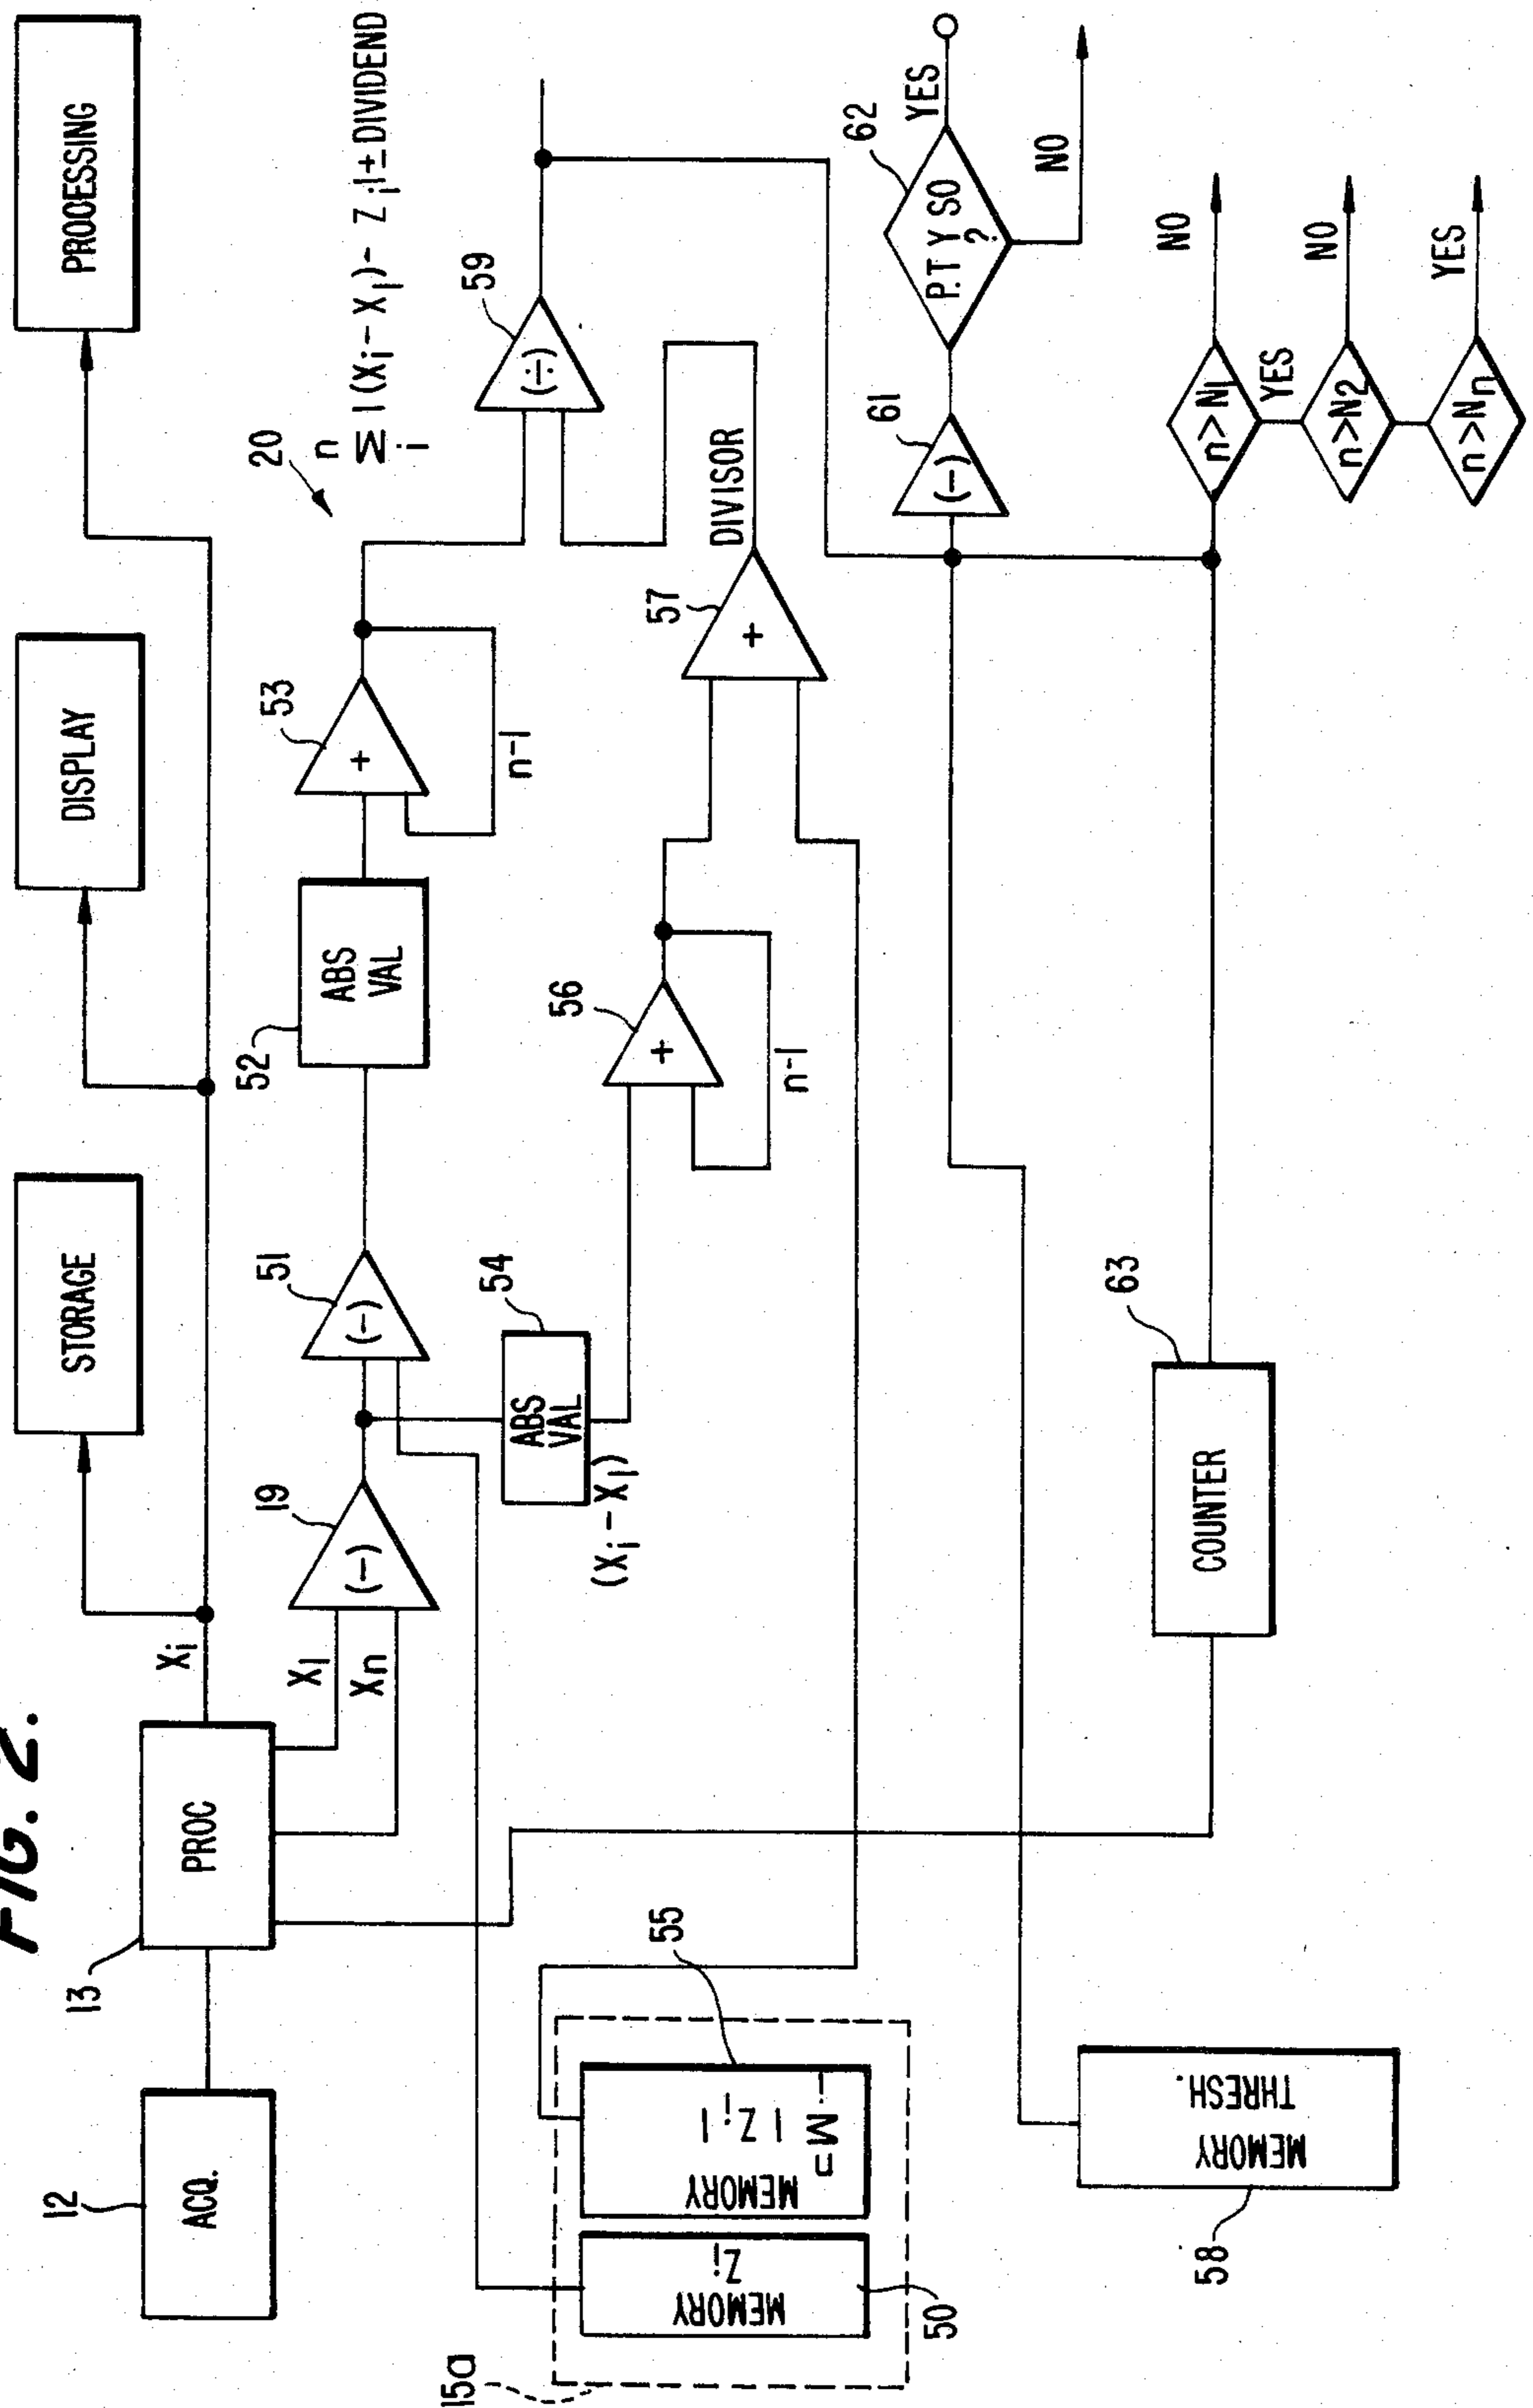 FIG. 2.
STORAGE
DISPLAY
PROOESSING
12
ACQ.
13
PROC
Xi
X1
Xn
19
(−)
51
(−)
52
ABS
VAL
53
+
n-1
20
n
Σ |(Xi − X1) − Zi| ± DIVIDEND
i
59
(÷)
54
ABS
VAL
(Xi − X1)
56
+
n-1
57
+
DIVISOR
15a
MEMORY
Zi
50
MEMORY
|Zi|
n
Σ
i
55
61
(−)
62
P.T Y SO
?
YES
NO
58
MEMORY
THRESH.
63
COUNTER
n>N1
NO
YES
n>N2
NO
n>Nn
YES